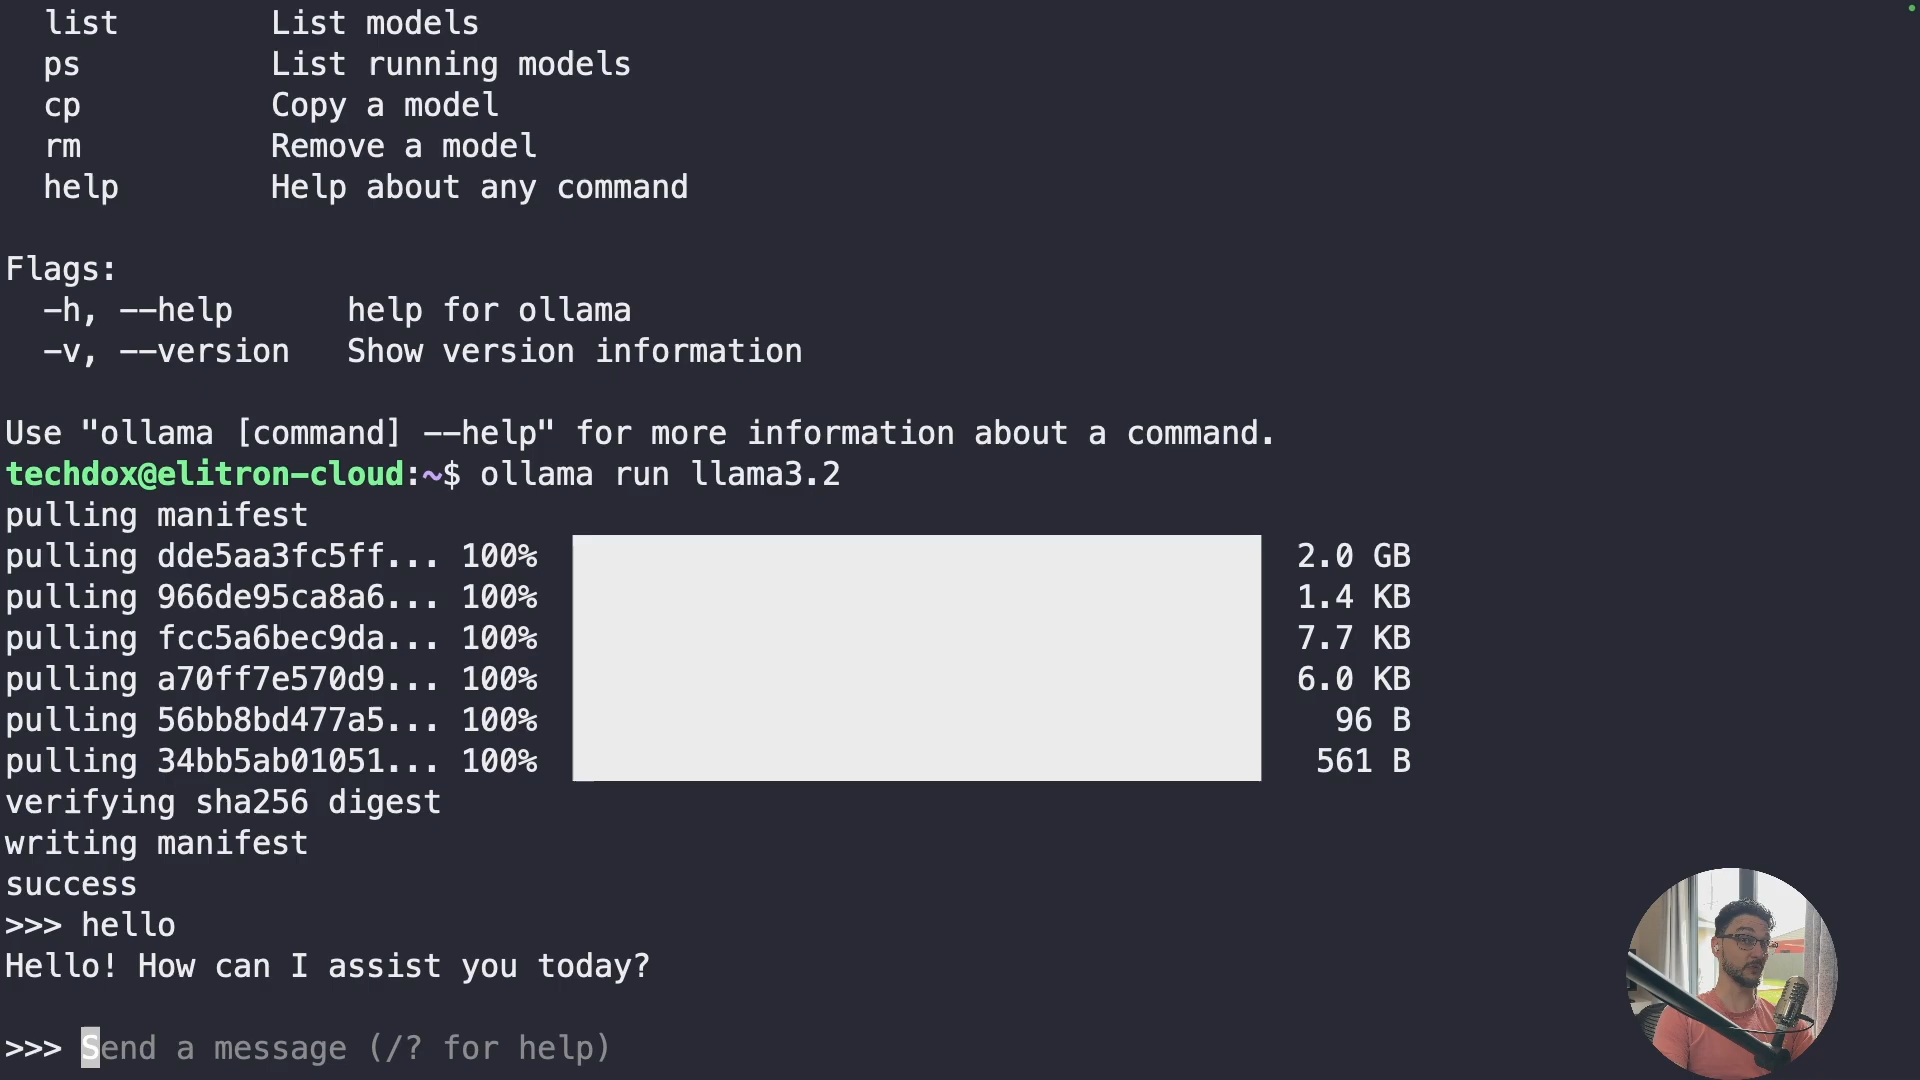 list        List models
ps          List running models
cp          Copy a model
rm          Remove a model
help        Help about any command
Flags:
-h, --help      help for ollama
-v, --version   Show version information
Use "ollama [command] --help" for more information about a command.
techdox@elitron-cloud:~$ ollama run llama3.2
pulling manifest
pulling dde5aa3fc5ff... 100% 2.0 GB
pulling 966de95ca8a6... 100% 1.4 KB
pulling fcc5a6bec9da... 100% 7.7 KB
pulling a70ff7e570d9... 100% 6.0 KB
pulling 56bb8bd477a5... 100% 96 B
pulling 34bb5ab01051... 100% 561 B
verifying sha256 digest
writing manifest
success
>>> hello
Hello! How can I assist you today?
>>> Send a message (/? for help)